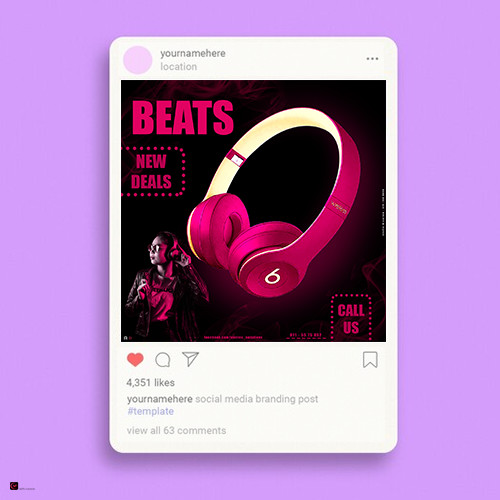 yournamehere
location
BEATS
NEW
DEALS
CALL
US
4,351 likes
yournamehere social media branding post
#template
view all 63 comments